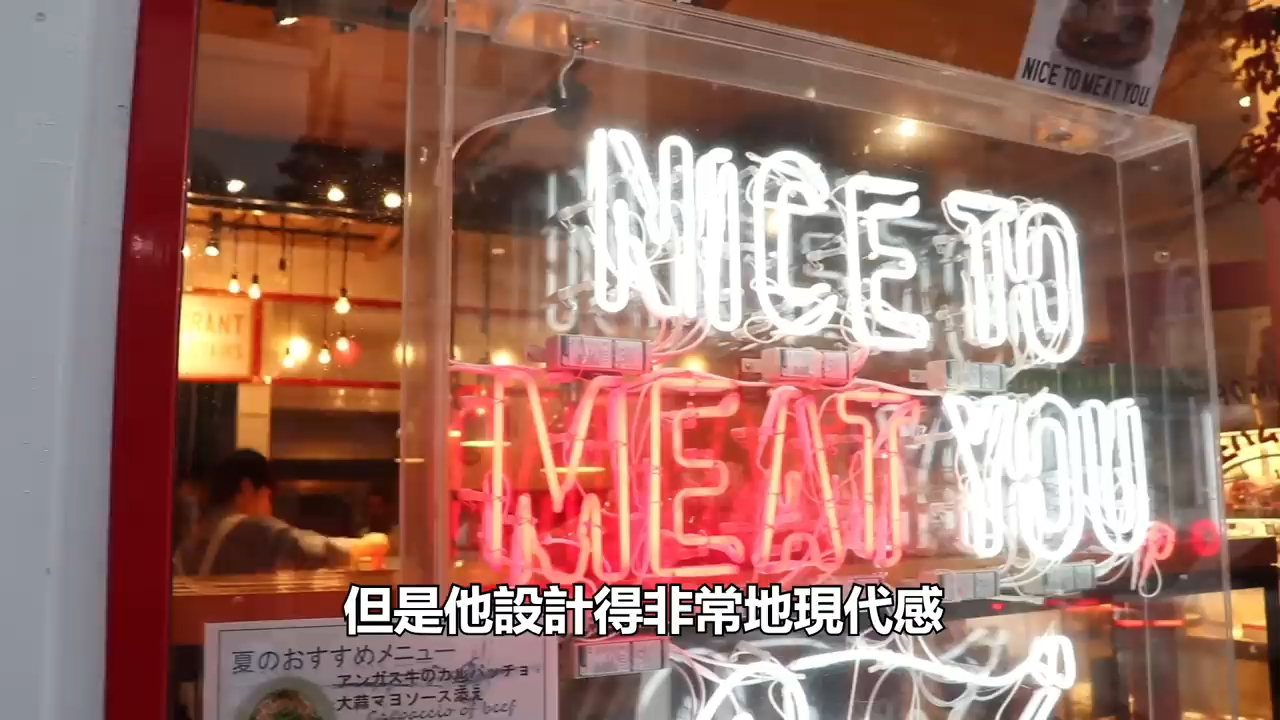 NICE TO MEAT YOU.
NICE TO
MEAT YOU
RANT
但是他設計得非常地現代感
夏のおすすめメニュー
アンガス牛のカルパッチョ
大蒜マヨソース添え
Carpaccio of beef